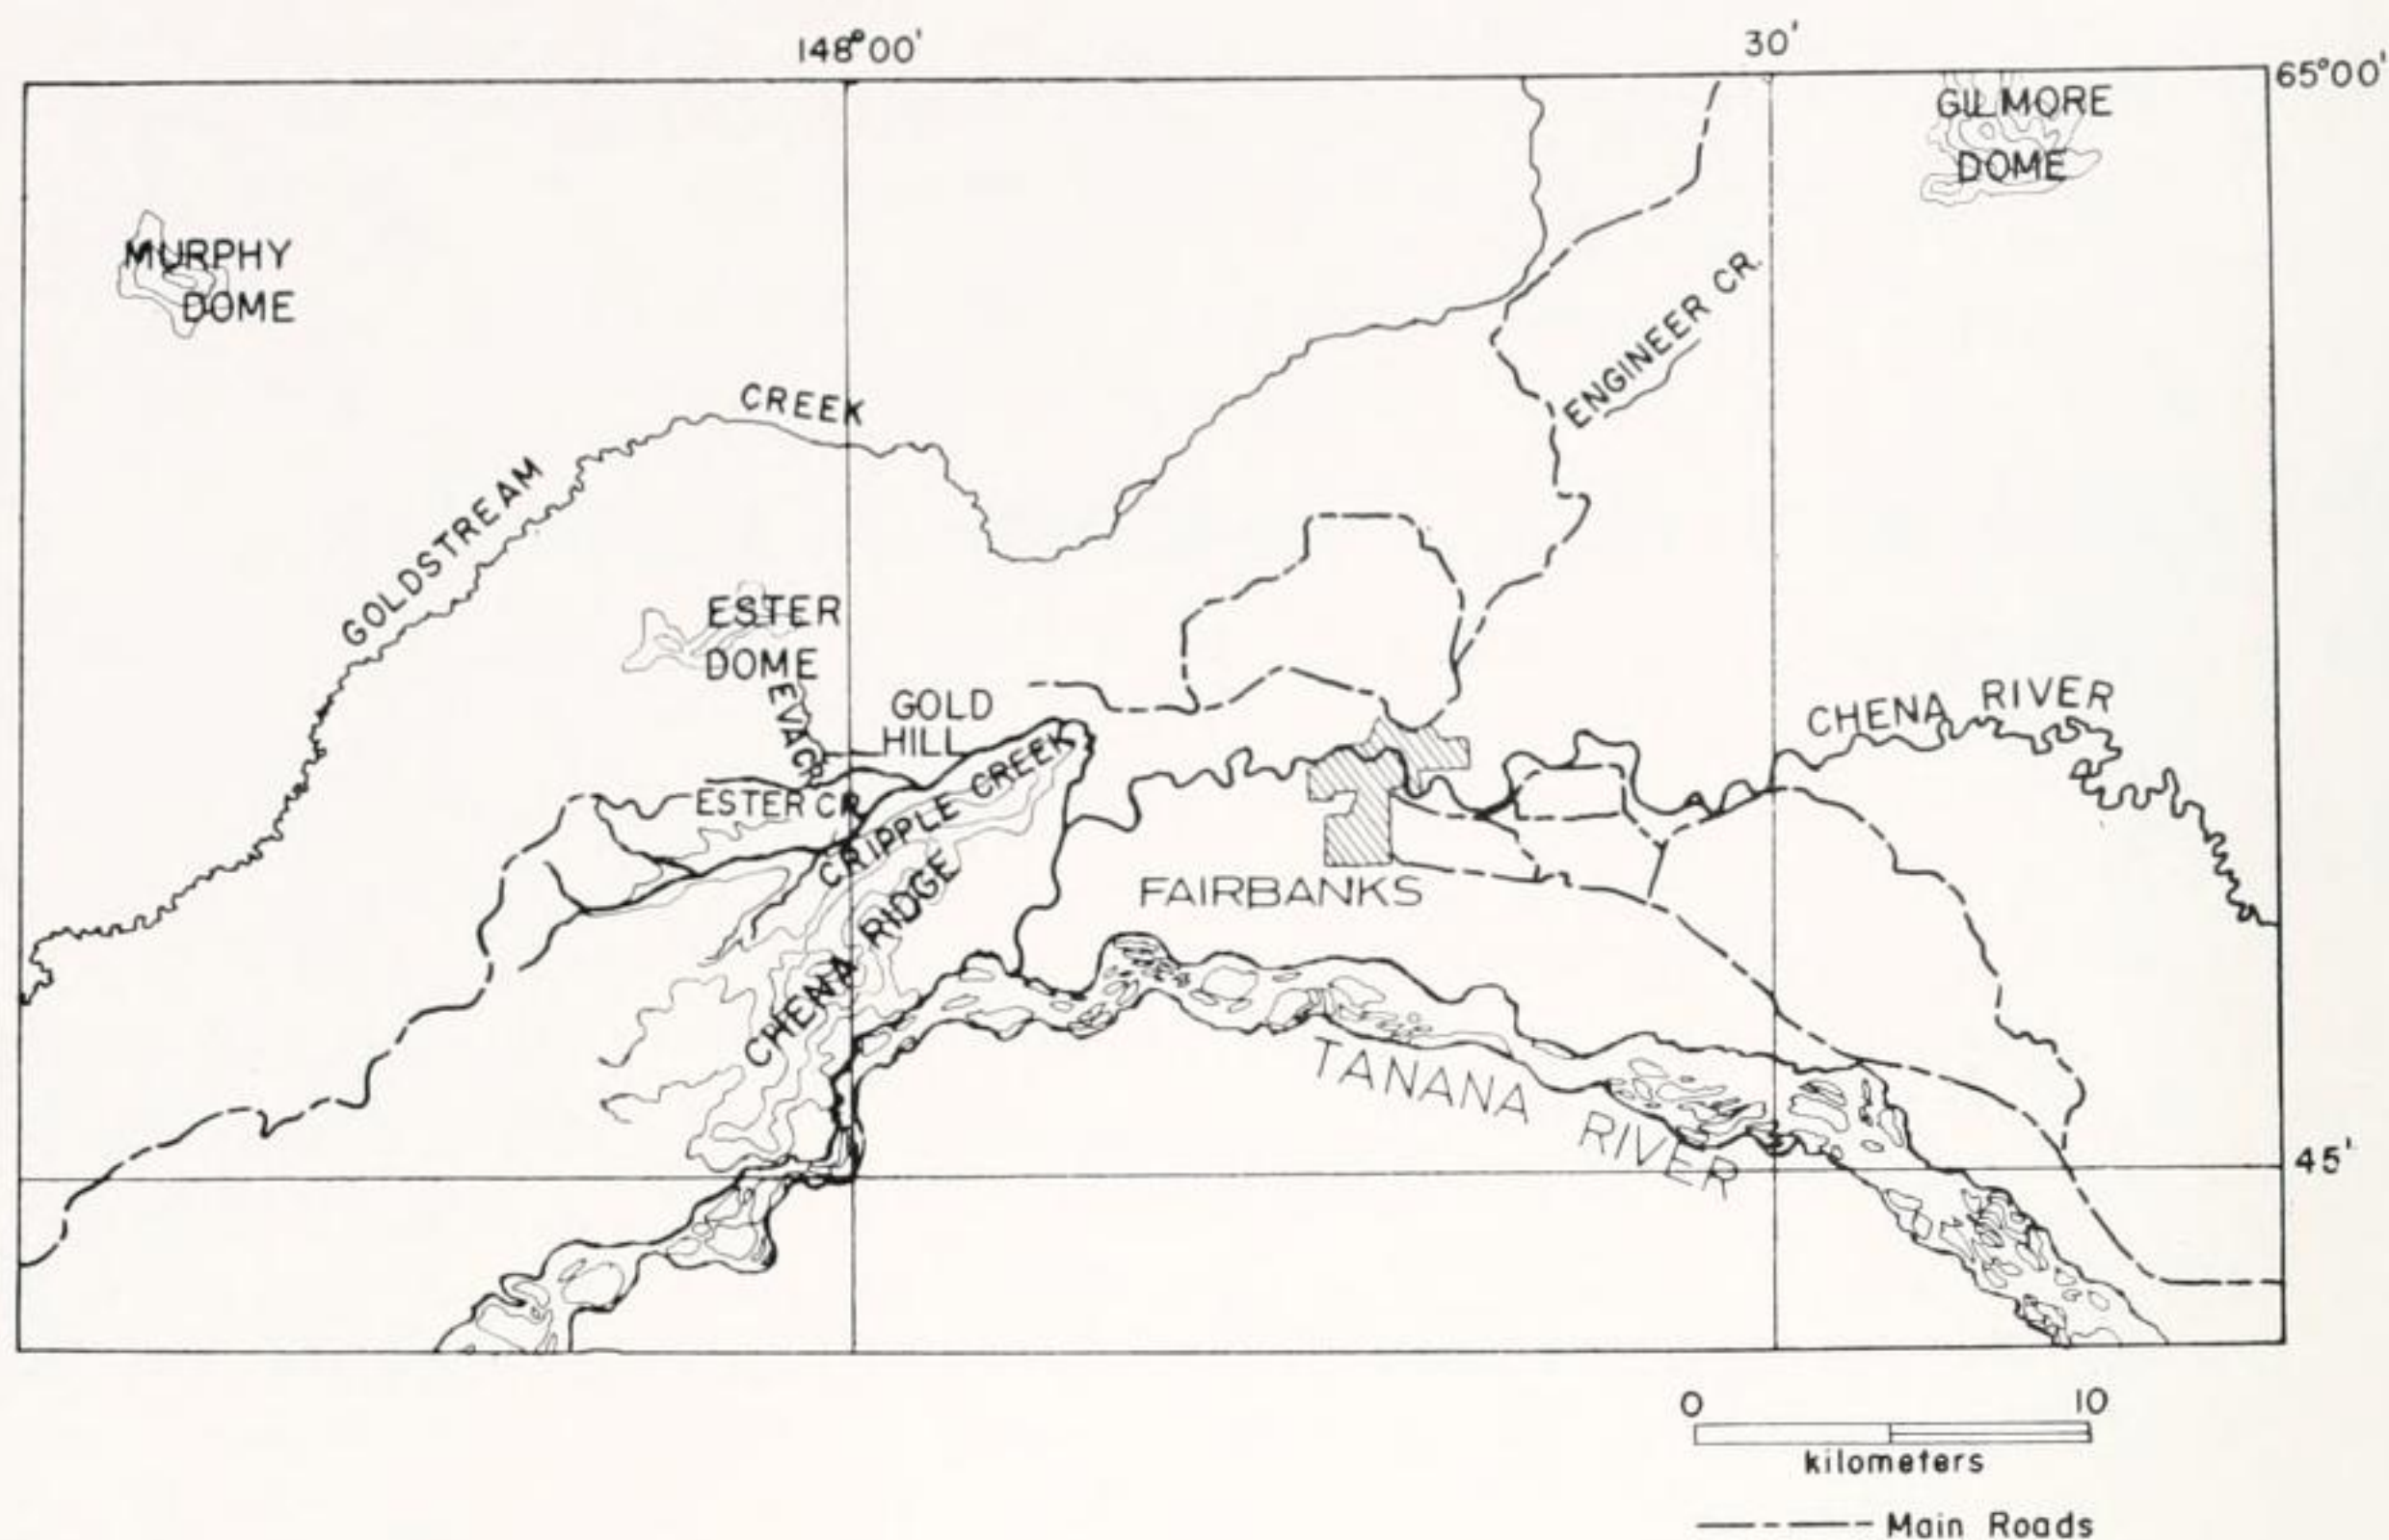 148°00'
30'
65°00'
GILMORE
DOME
MURPHY
DOME
ENGINEER CR.
CREEK
GOLDSTREAM
ESTER
DOME
EVA CR.
GOLD
HILL
CHENA RIVER
ESTER CR.
CRIPPLE CREEK
CHENA RIDGE
FAIRBANKS
TANANA RIVER
45'
0 10
kilometers
Main Roads